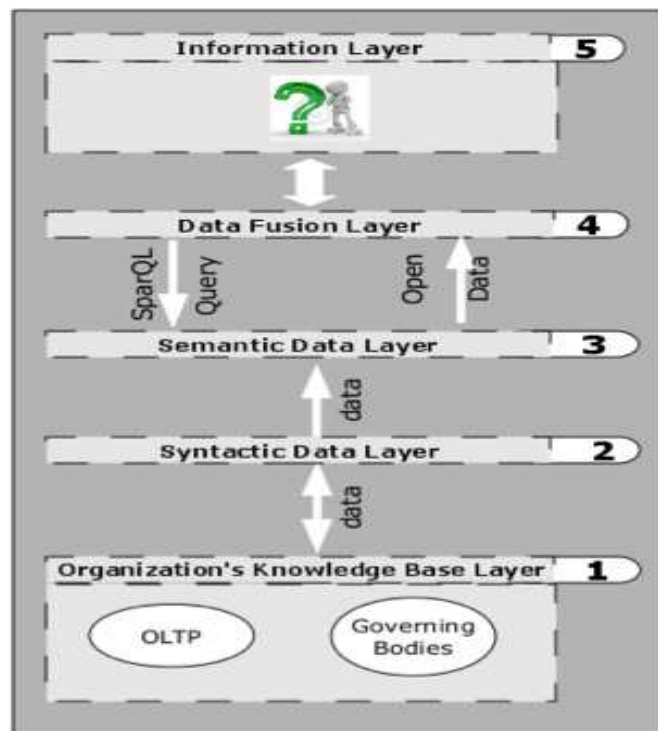 Information Layer 5
?
Data Fusion Layer 4
SparQL
Query
Open
Data
Semantic Data Layer 3
data
Syntactic Data Layer 2
data
Organization's Knowledge Base Layer 1
OLTP
Governing
Bodies